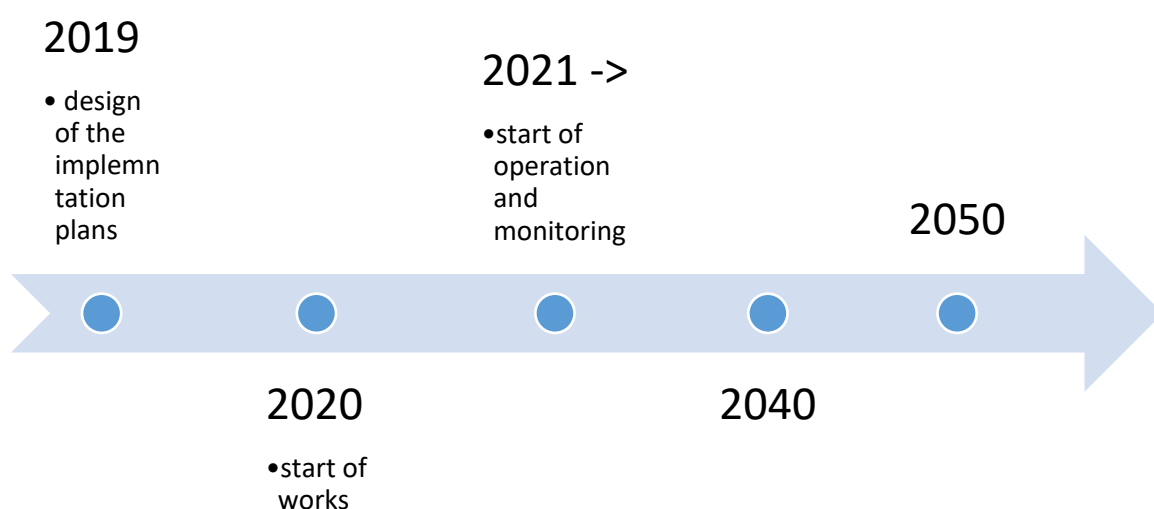 2019
• design
of the
implemn
tation
plans
2020
•start of
works
2021 ->
•start of
operation
and
monitoring
2040
2050